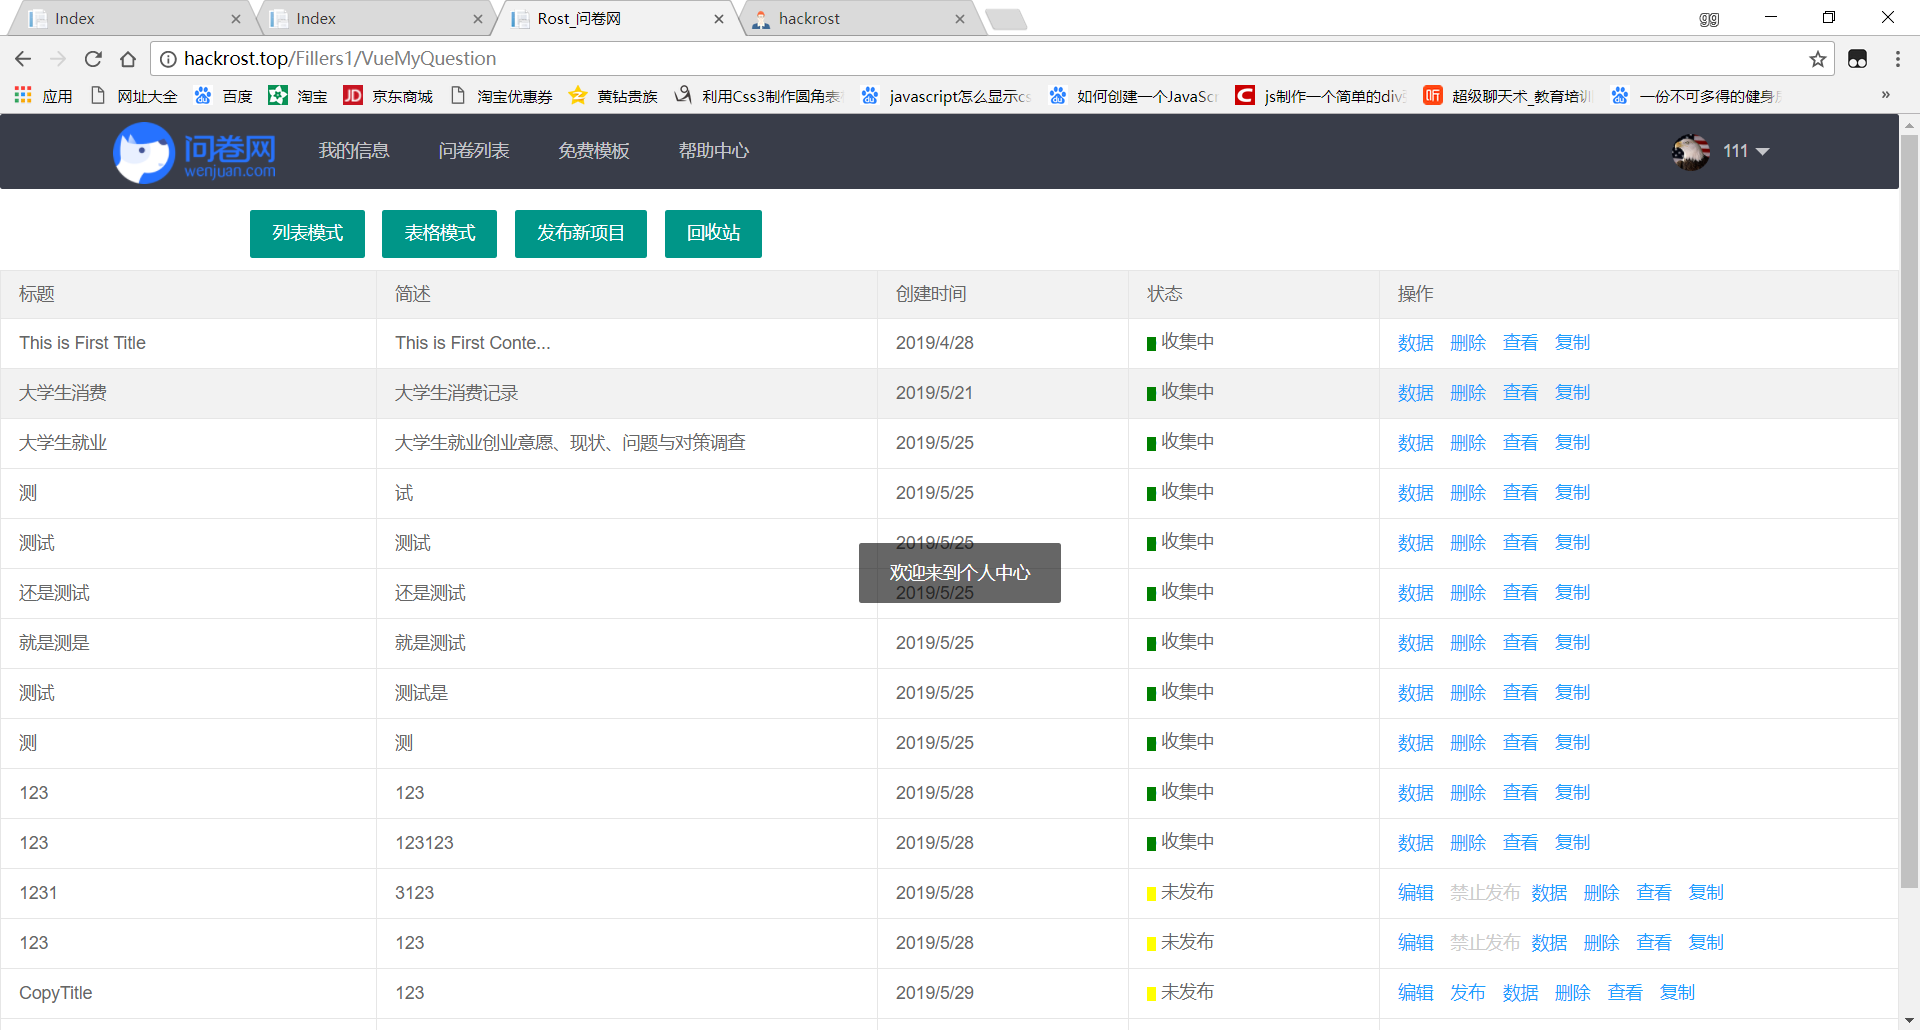 Index
Index
Rost_问卷网
hackrost
gg
hackrost.top/Fillers1/VueMyQuestion
应用 网址大全 百度 淘宝 京东商城 淘宝优惠券 黄钻贵族 利用Css3制作圆角表 javascript怎么显示cs 如何创建一个JavaSc js制作一个简单的div 超级聊天术_教育培训 一份不可多得的健身 »
问卷网
wenjuan.com
我的信息 问卷列表 免费模板 帮助中心 111
列表模式 表格模式 发布新项目 回收站
标题 简述 创建时间 状态 操作
This is First Title This is First Conte... 2019/4/28 收集中 数据 删除 查看 复制
大学生消费 大学生消费记录 2019/5/21 收集中 数据 删除 查看 复制
大学生就业 大学生就业创业意愿、现状、问题与对策调查 2019/5/25 收集中 数据 删除 查看 复制
测 试 2019/5/25 收集中 数据 删除 查看 复制
测试 测试 2019/5/25 收集中 数据 删除 查看 复制
欢迎来到个人中心
还是测试 还是测试 2019/5/25 收集中 数据 删除 查看 复制
就是测是 就是测试 2019/5/25 收集中 数据 删除 查看 复制
测试 测试是 2019/5/25 收集中 数据 删除 查看 复制
测 测 2019/5/25 收集中 数据 删除 查看 复制
123 123 2019/5/28 收集中 数据 删除 查看 复制
123 123123 2019/5/28 收集中 数据 删除 查看 复制
1231 3123 2019/5/28 未发布 编辑 禁止发布 数据 删除 查看 复制
123 123 2019/5/28 未发布 编辑 禁止发布 数据 删除 查看 复制
CopyTitle 123 2019/5/29 未发布 编辑 发布 数据 删除 查看 复制